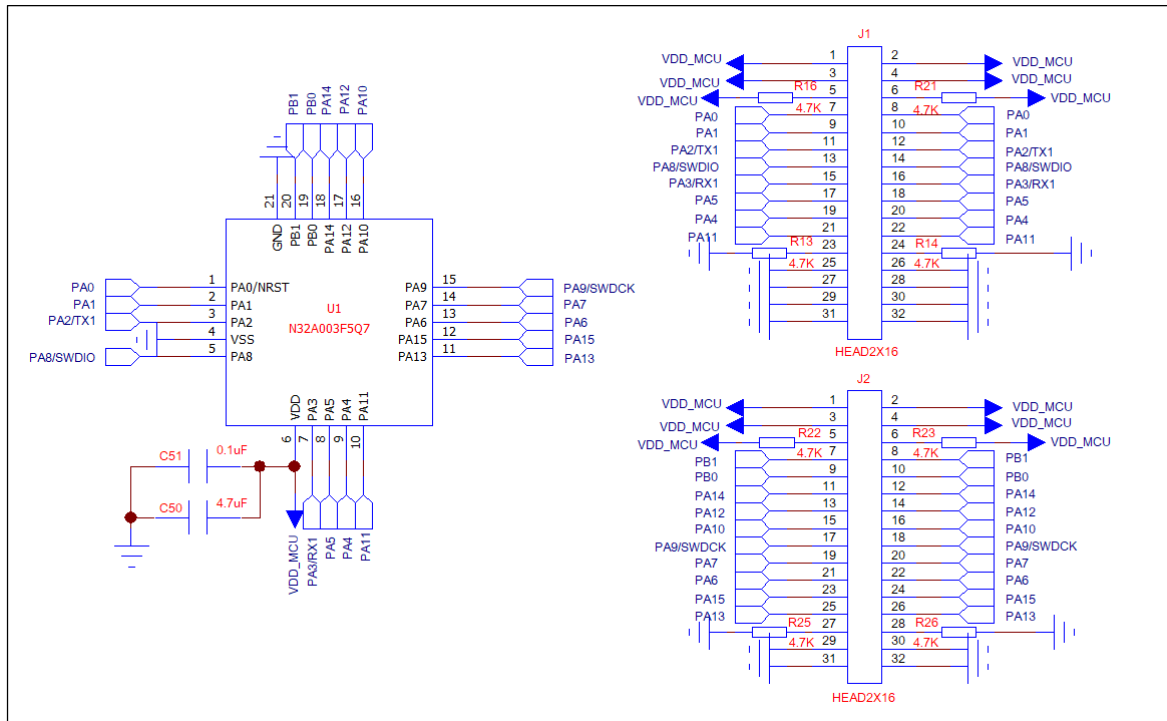 PB1
PB0
PA14
PA12
PA10
21
20
19
18
17
16
GND
PB1
PB0
PA14
PA12
PA10
PA0 1 PA0/NRST
PA1 2 PA1
PA2/TX1 3 PA2
4 VSS
PA8/SWDIO 5 PA8
U1
N32A003F5Q7
PA9 15 PA9/SWDCK
PA7 14 PA7
PA6 13 PA6
PA15 12 PA15
PA13 11 PA13
VDD
PA3
PA5
PA4
PA11
6
7
8
9
10
C51 0.1uF
C50 4.7uF
VDD_MCU
PA3/RX1
PA5
PA4
PA11
J1
VDD_MCU 1 2 VDD_MCU
VDD_MCU 3 4 VDD_MCU
VDD_MCU R16 5 6 R21 VDD_MCU
PA0 4.7K 7 8 4.7K PA0
PA1 9 10 PA1
PA2/TX1 11 12 PA2/TX1
PA8/SWDIO 13 14 PA8/SWDIO
PA3/RX1 15 16 PA3/RX1
PA5 17 18 PA5
PA4 19 20 PA4
PA11 21 22 PA11
R13 23 24 R14
4.7K 25 26 4.7K
27 28
29 30
31 32
HEAD2X16
J2
VDD_MCU 1 2 VDD_MCU
VDD_MCU 3 4 VDD_MCU
VDD_MCU R22 5 6 R23 VDD_MCU
PB1 4.7K 7 8 4.7K PB1
PB0 9 10 PB0
PA14 11 12 PA14
PA12 13 14 PA12
PA10 15 16 PA10
PA9/SWDCK 17 18 PA9/SWDCK
PA7 19 20 PA7
PA6 21 22 PA6
PA15 23 24 PA15
PA13 25 26 PA13
R25 27 28 R26
4.7K 29 30 4.7K
31 32
HEAD2X16